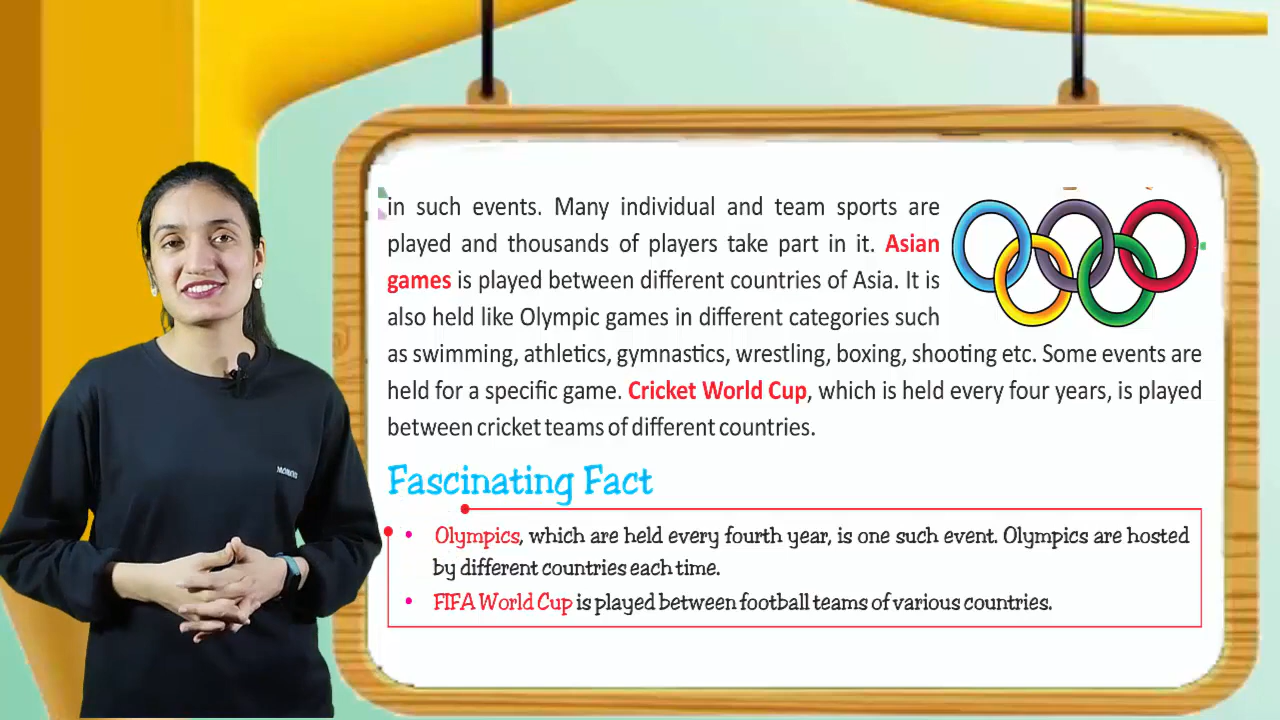 in such events. Many individual and team sports are
played and thousands of players take part in it. Asian
games is played between different countries of Asia. It is
also held like Olympic games in different categories such
as swimming, athletics, gymnastics, wrestling, boxing, shooting etc. Some events are
held for a specific game. Cricket World Cup, which is held every four years, is played
between cricket teams of different countries.
Fascinating Fact
• Olympics, which are held every fourth year, is one such event. Olympics are hosted
by different countries each time.
• FIFA World Cup is played between football teams of various countries.